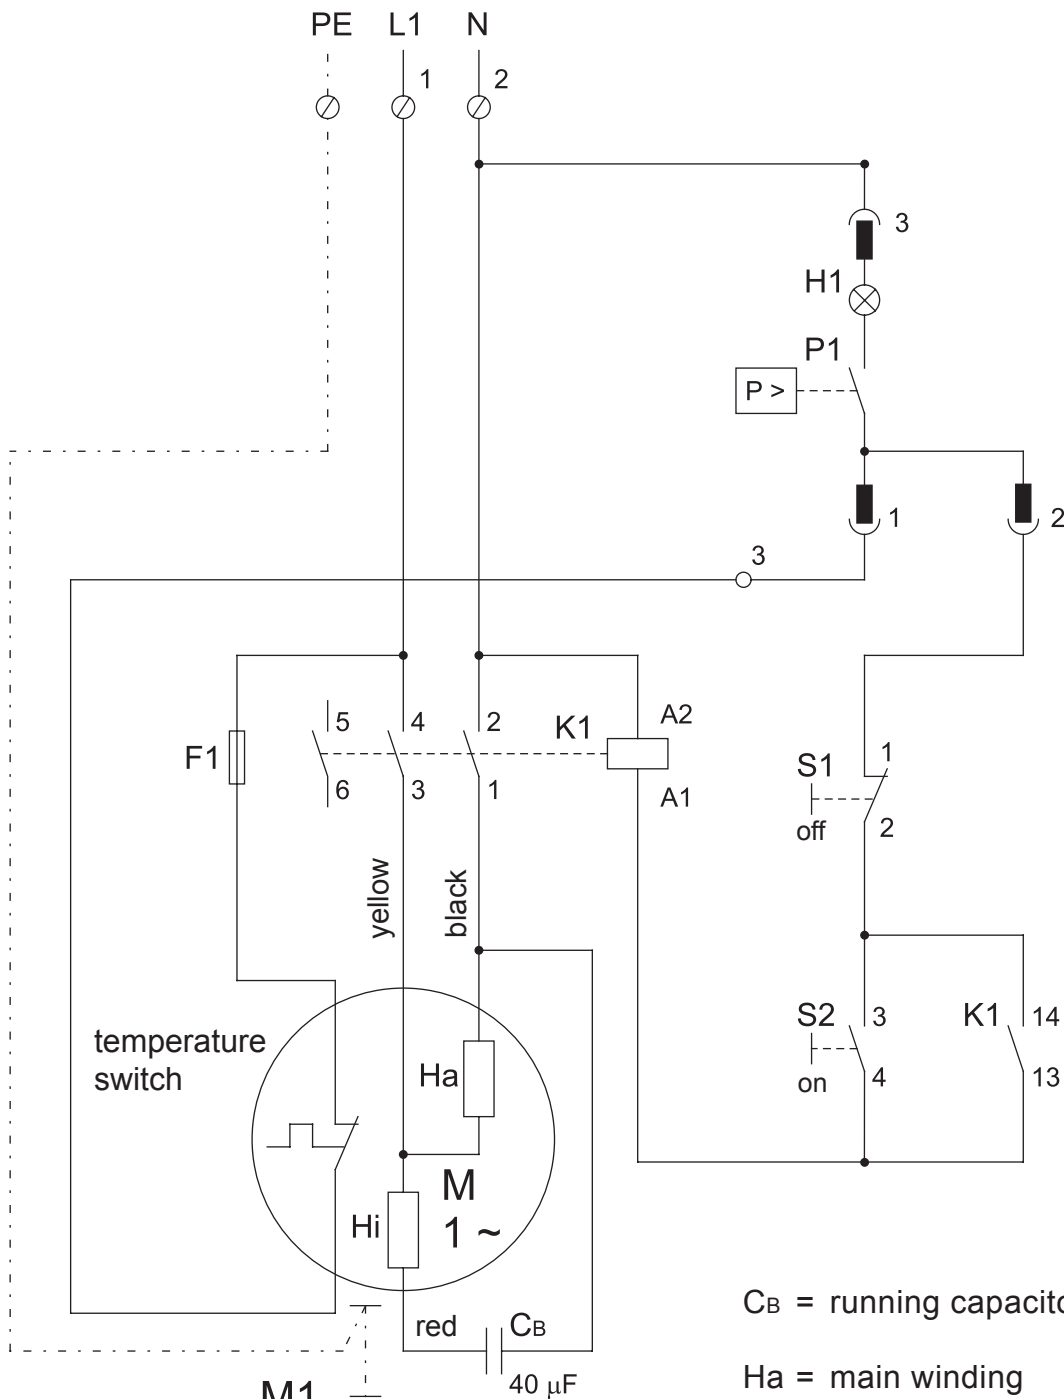 PE L1 N
1 2
3
H1
P1
P >
1 2
3
5 4 2 K1 A2
F1
6 3 1 A1
S1 1
off 2
yellow
black
S2 3 K1 14
on 4 13
temperature
switch
Ha
M
1 ~
Hi
red CB
40 µF
M1
CB = running capacito
Ha = main winding